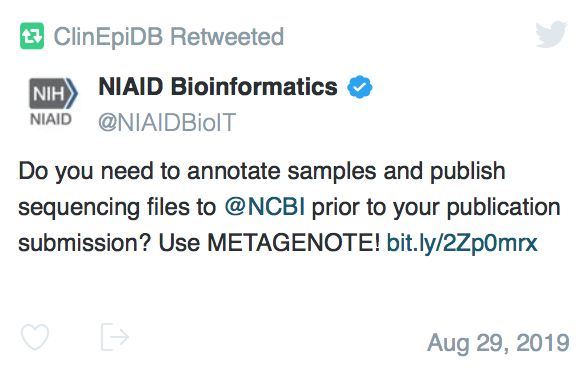 ClinEpiDB Retweeted
NIH
NIAID
NIAID Bioinformatics
@NIAIDBioIT
Do you need to annotate samples and publish
sequencing files to @NCBI prior to your publication
submission? Use METAGENOTE! bit.ly/2Zp0mrx
Aug 29, 2019